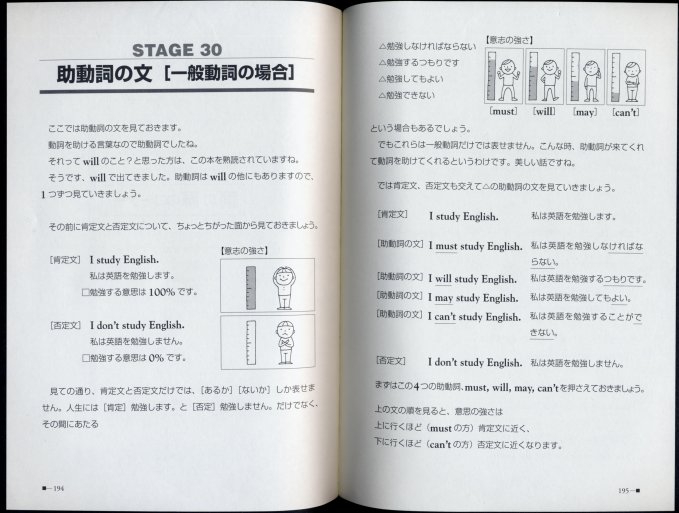 STAGE 30
助動詞の文［一般動詞の場合］
ここでは助動詞の文を見ておきます。
動詞を助ける言葉なので助動詞でしたね。
それって will のこと？と思った方は、この本を熟読されていますね。
そうです、will で出てきました。助動詞は will の他にもありますので、
1つずつ見ていきましょう。
その前に肯定文と否定文について、ちょっとちがった面から見ておきましょう。
［肯定文］ I study English.
私は英語を勉強します。
□勉強する意思は 100% です。
【意志の強さ】
［否定文］ I don't study English.
私は英語を勉強しません。
□勉強する意思は 0% です。
見ての通り、肯定文と否定文だけでは、［あるか］［ないか］しか表せま
せん。人生には［肯定］勉強します。と［否定］勉強しません。だけでなく、
その間にあたる
■—194
△勉強しなければならない
△勉強するつもりです
△勉強してもよい
△勉強できない
【意志の強さ】
［must］ ［will］ ［may］ ［can't］
という場合もあるでしょう。
でもこれらは一般動詞だけでは表せません。こんな時、助動詞が来てくれ
て動詞を助けてくれるというわけです。美しい話ですね。
では肯定文、否定文も交えて△の助動詞の文を見ていきましょう。
［肯定文］ I study English. 私は英語を勉強します。
［助動詞の文］ I must study English. 私は英語を勉強しなければな
らない。
［助動詞の文］ I will study English. 私は英語を勉強するつもりです。
［助動詞の文］ I may study English. 私は英語を勉強してもよい。
［助動詞の文］ I can't study English. 私は英語を勉強することがで
きない。
［否定文］ I don't study English. 私は英語を勉強しません。
まずはこの4つの助動詞、must, will, may, can'tを押さえておきましょう。
上の文の順を見ると、意思の強さは
上に行くほど（must の方）肯定文に近く、
下に行くほど（can't の方）否定文に近くなります。
195—■